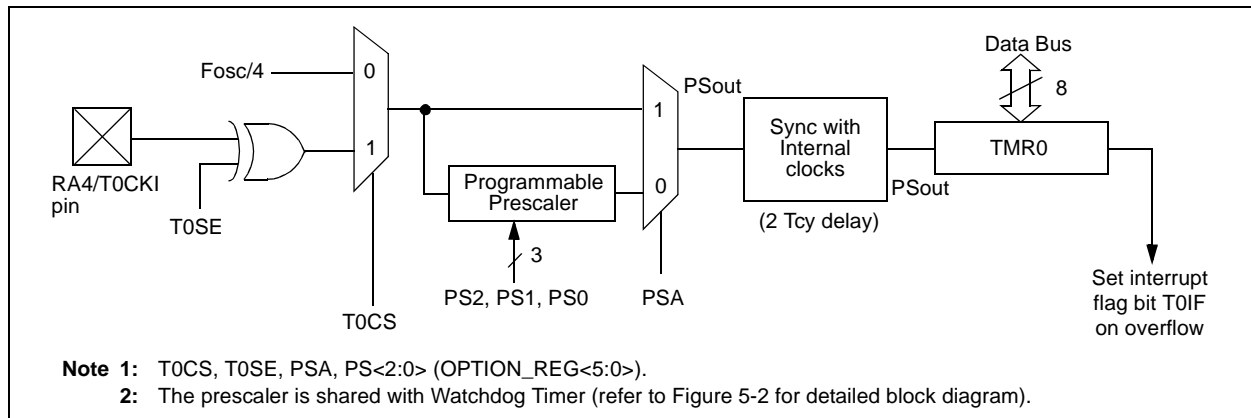 Data Bus
Fosc/4
0
8
PSout
1
1
Sync with
Internal
clocks
TMR0
RA4/T0CKI
pin
T0SE
Programmable
Prescaler
0
PSout
(2 Tcy delay)
3
PS2, PS1, PS0
PSA
T0CS
Set interrupt
flag bit T0IF
on overflow
Note 1: T0CS, T0SE, PSA, PS<2:0> (OPTION_REG<5:0>).
2: The prescaler is shared with Watchdog Timer (refer to Figure 5-2 for detailed block diagram).